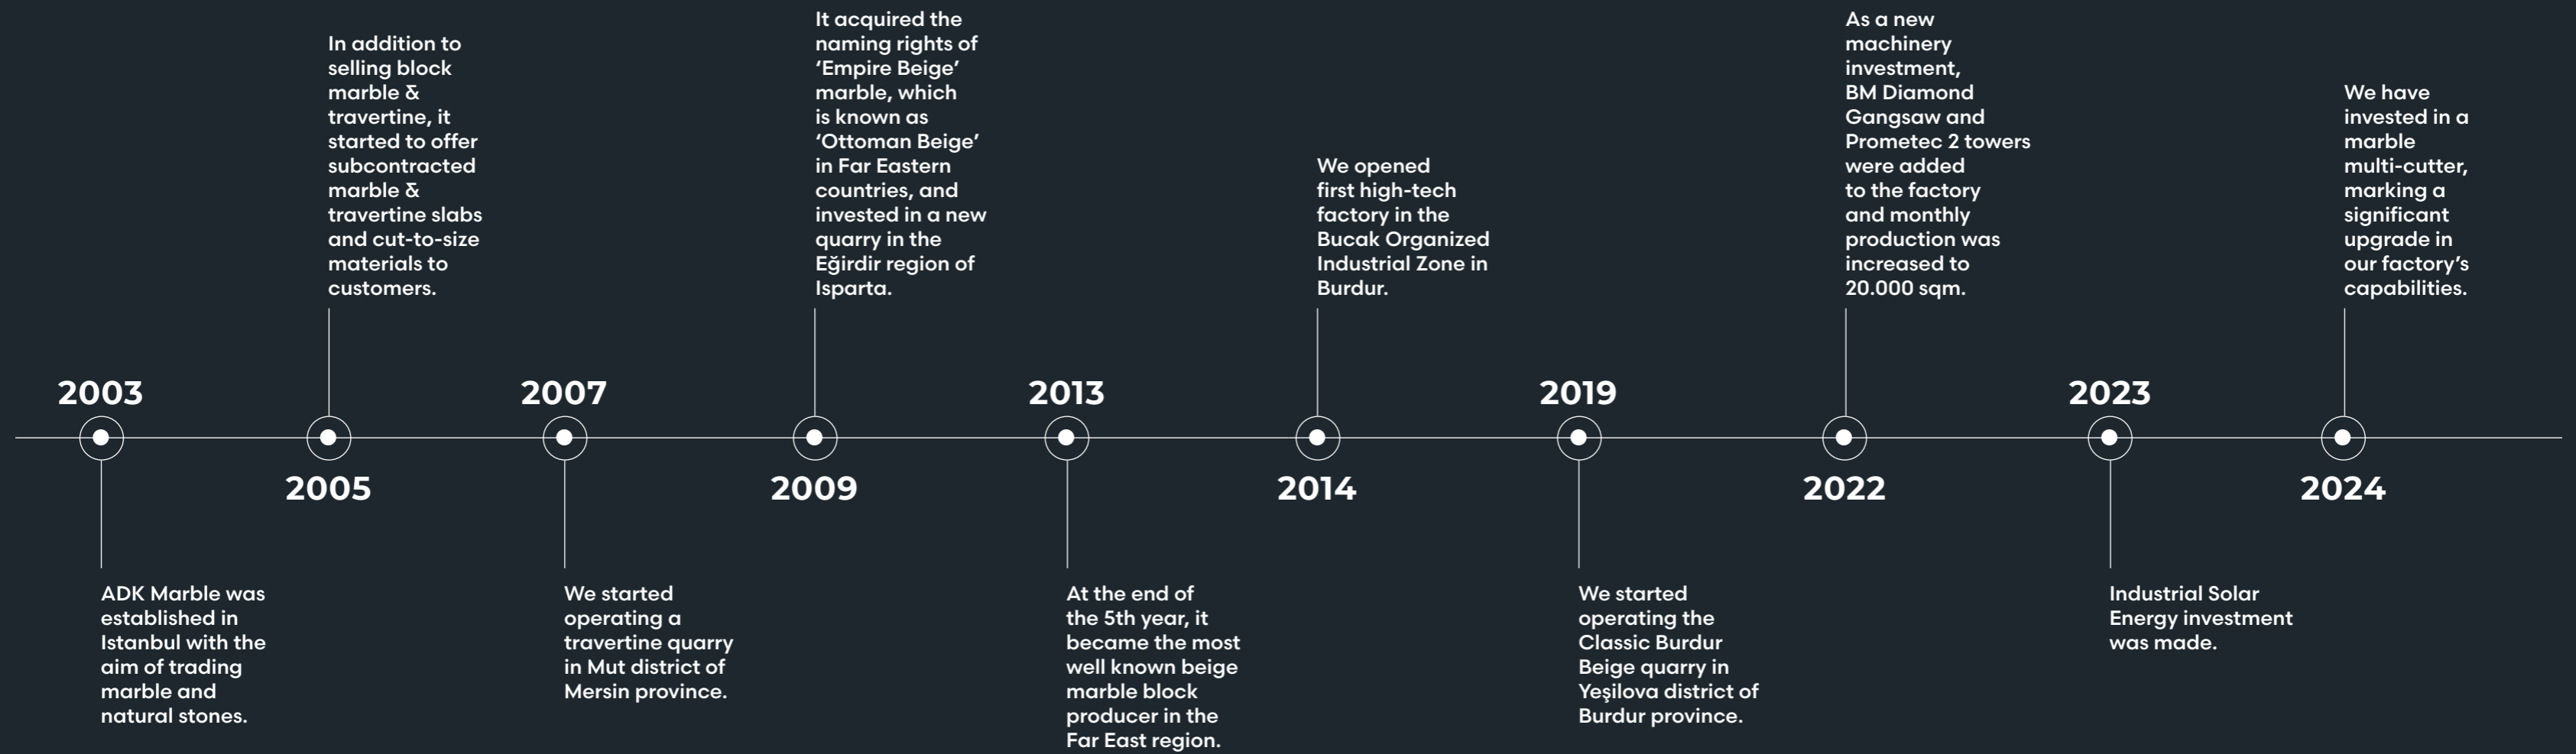 2003
ADK Marble was
established in
Istanbul with the
aim of trading
marble and
natural stones.
In addition to
selling block
marble &
travertine, it
started to offer
subcontracted
marble &
travertine slabs
and cut-to-size
materials to
customers.
2005
2007
We started
operating a
travertine quarry
in Mut district of
Mersin province.
It acquired the
naming rights of
‘Empire Beige’
marble, which
is known as
‘Ottoman Beige’
in Far Eastern
countries, and
invested in a new
quarry in the
Eğirdir region of
Isparta.
2009
2013
At the end of
the 5th year, it
became the most
well known beige
marble block
producer in the
Far East region.
We opened
first high-tech
factory in the
Bucak Organized
Industrial Zone in
Burdur.
2014
2019
We started
operating the
Classic Burdur
Beige quarry in
Yeşilova district of
Burdur province.
As a new
machinery
investment,
BM Diamond
Gangsaw and
Prometec 2 towers
were added
to the factory
and monthly
production was
increased to
20.000 sqm.
2022
2023
Industrial Solar
Energy investment
was made.
We have
invested in a
marble
multi-cutter,
marking a
significant
upgrade in
our factory’s
capabilities.
2024